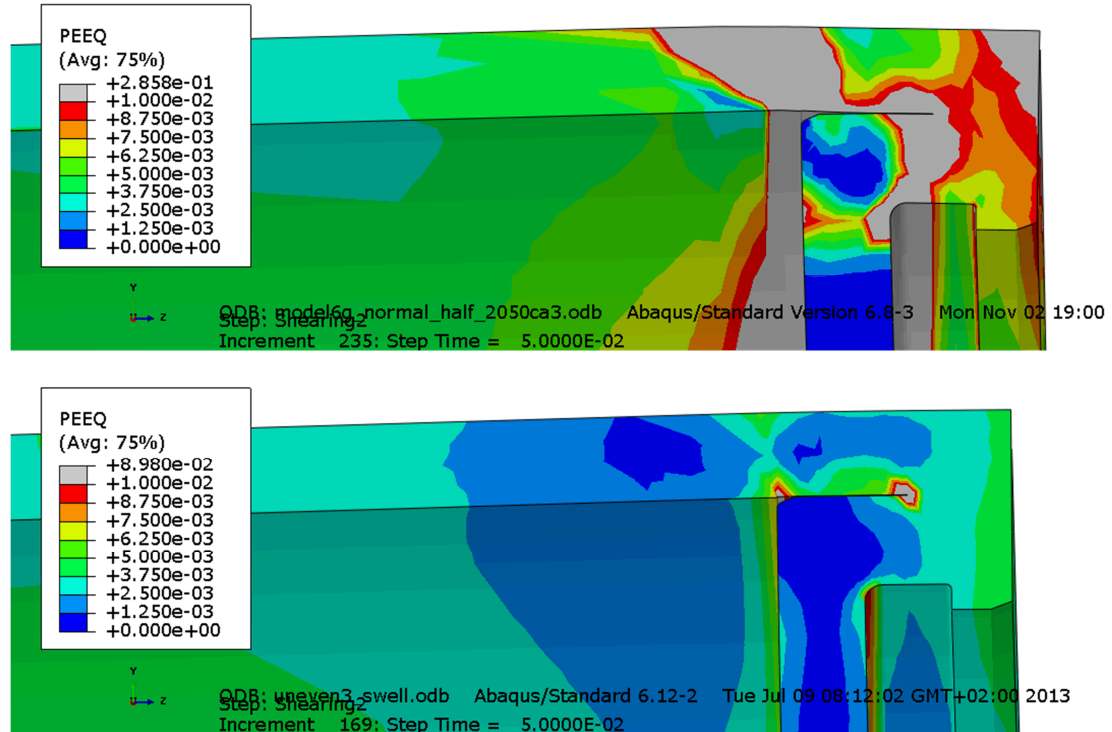 PEEQ
(Avg: 75%)
+2.858e-01
+1.000e-02
+8.750e-03
+7.500e-03
+6.250e-03
+5.000e-03
+3.750e-03
+2.500e-03
+1.250e-03
+0.000e+00
Y
Z
ODB: model6g_normal_half_2050ca3.odb Abaqus/Standard Version 6.8-3 Mon Nov 02 19:00
Step: Shearing2
Increment 235: Step Time = 5.0000E-02
PEEQ
(Avg: 75%)
+8.980e-02
+1.000e-02
+8.750e-03
+7.500e-03
+6.250e-03
+5.000e-03
+3.750e-03
+2.500e-03
+1.250e-03
+0.000e+00
Y
Z
ODB: uneven3_swell.odb Abaqus/Standard 6.12-2 Tue Jul 09 08:12:02 GMT+02:00 2013
Step: Shearing2
Increment 169: Step Time = 5.0000E-02